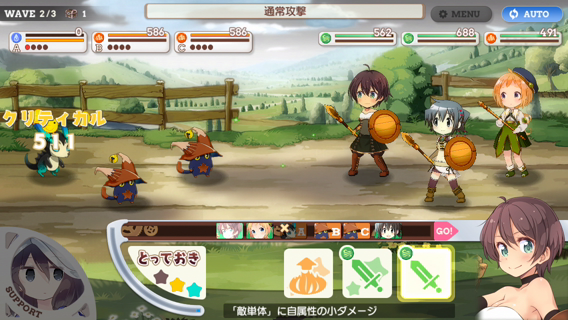 WAVE 2/3 1
通常攻撃
MENU
AUTO
A 0
B 586
C 586
562
688
491
クリティカル
511
A B C GO!
とっておき
SUPPORT
「敵単体」に自属性の小ダメージ